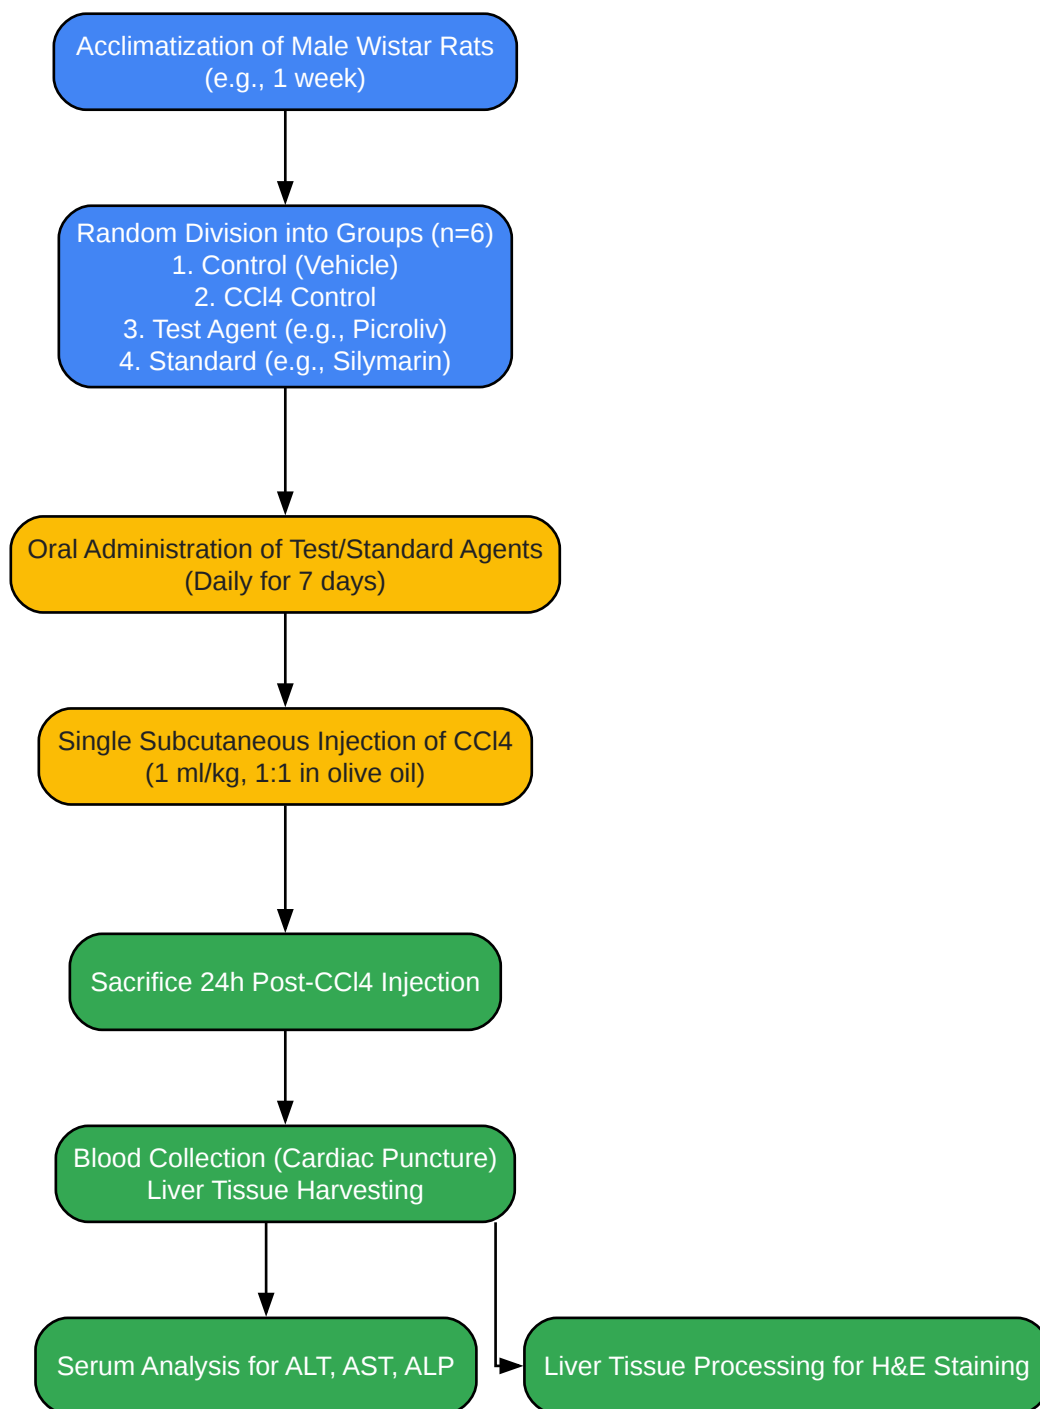 Acclimatization of Male Wistar Rats
(e.g., 1 week)
Random Division into Groups (n=6)
1. Control (Vehicle)
2. CCl4 Control
3. Test Agent (e.g., Picroliv)
4. Standard (e.g., Silymarin)
Oral Administration of Test/Standard Agents
(Daily for 7 days)
Single Subcutaneous Injection of CCl4
(1 ml/kg, 1:1 in olive oil)
Sacrifice 24h Post-CCl4 Injection
Blood Collection (Cardiac Puncture)
Liver Tissue Harvesting
Serum Analysis for ALT, AST, ALP
Liver Tissue Processing for H&E Staining